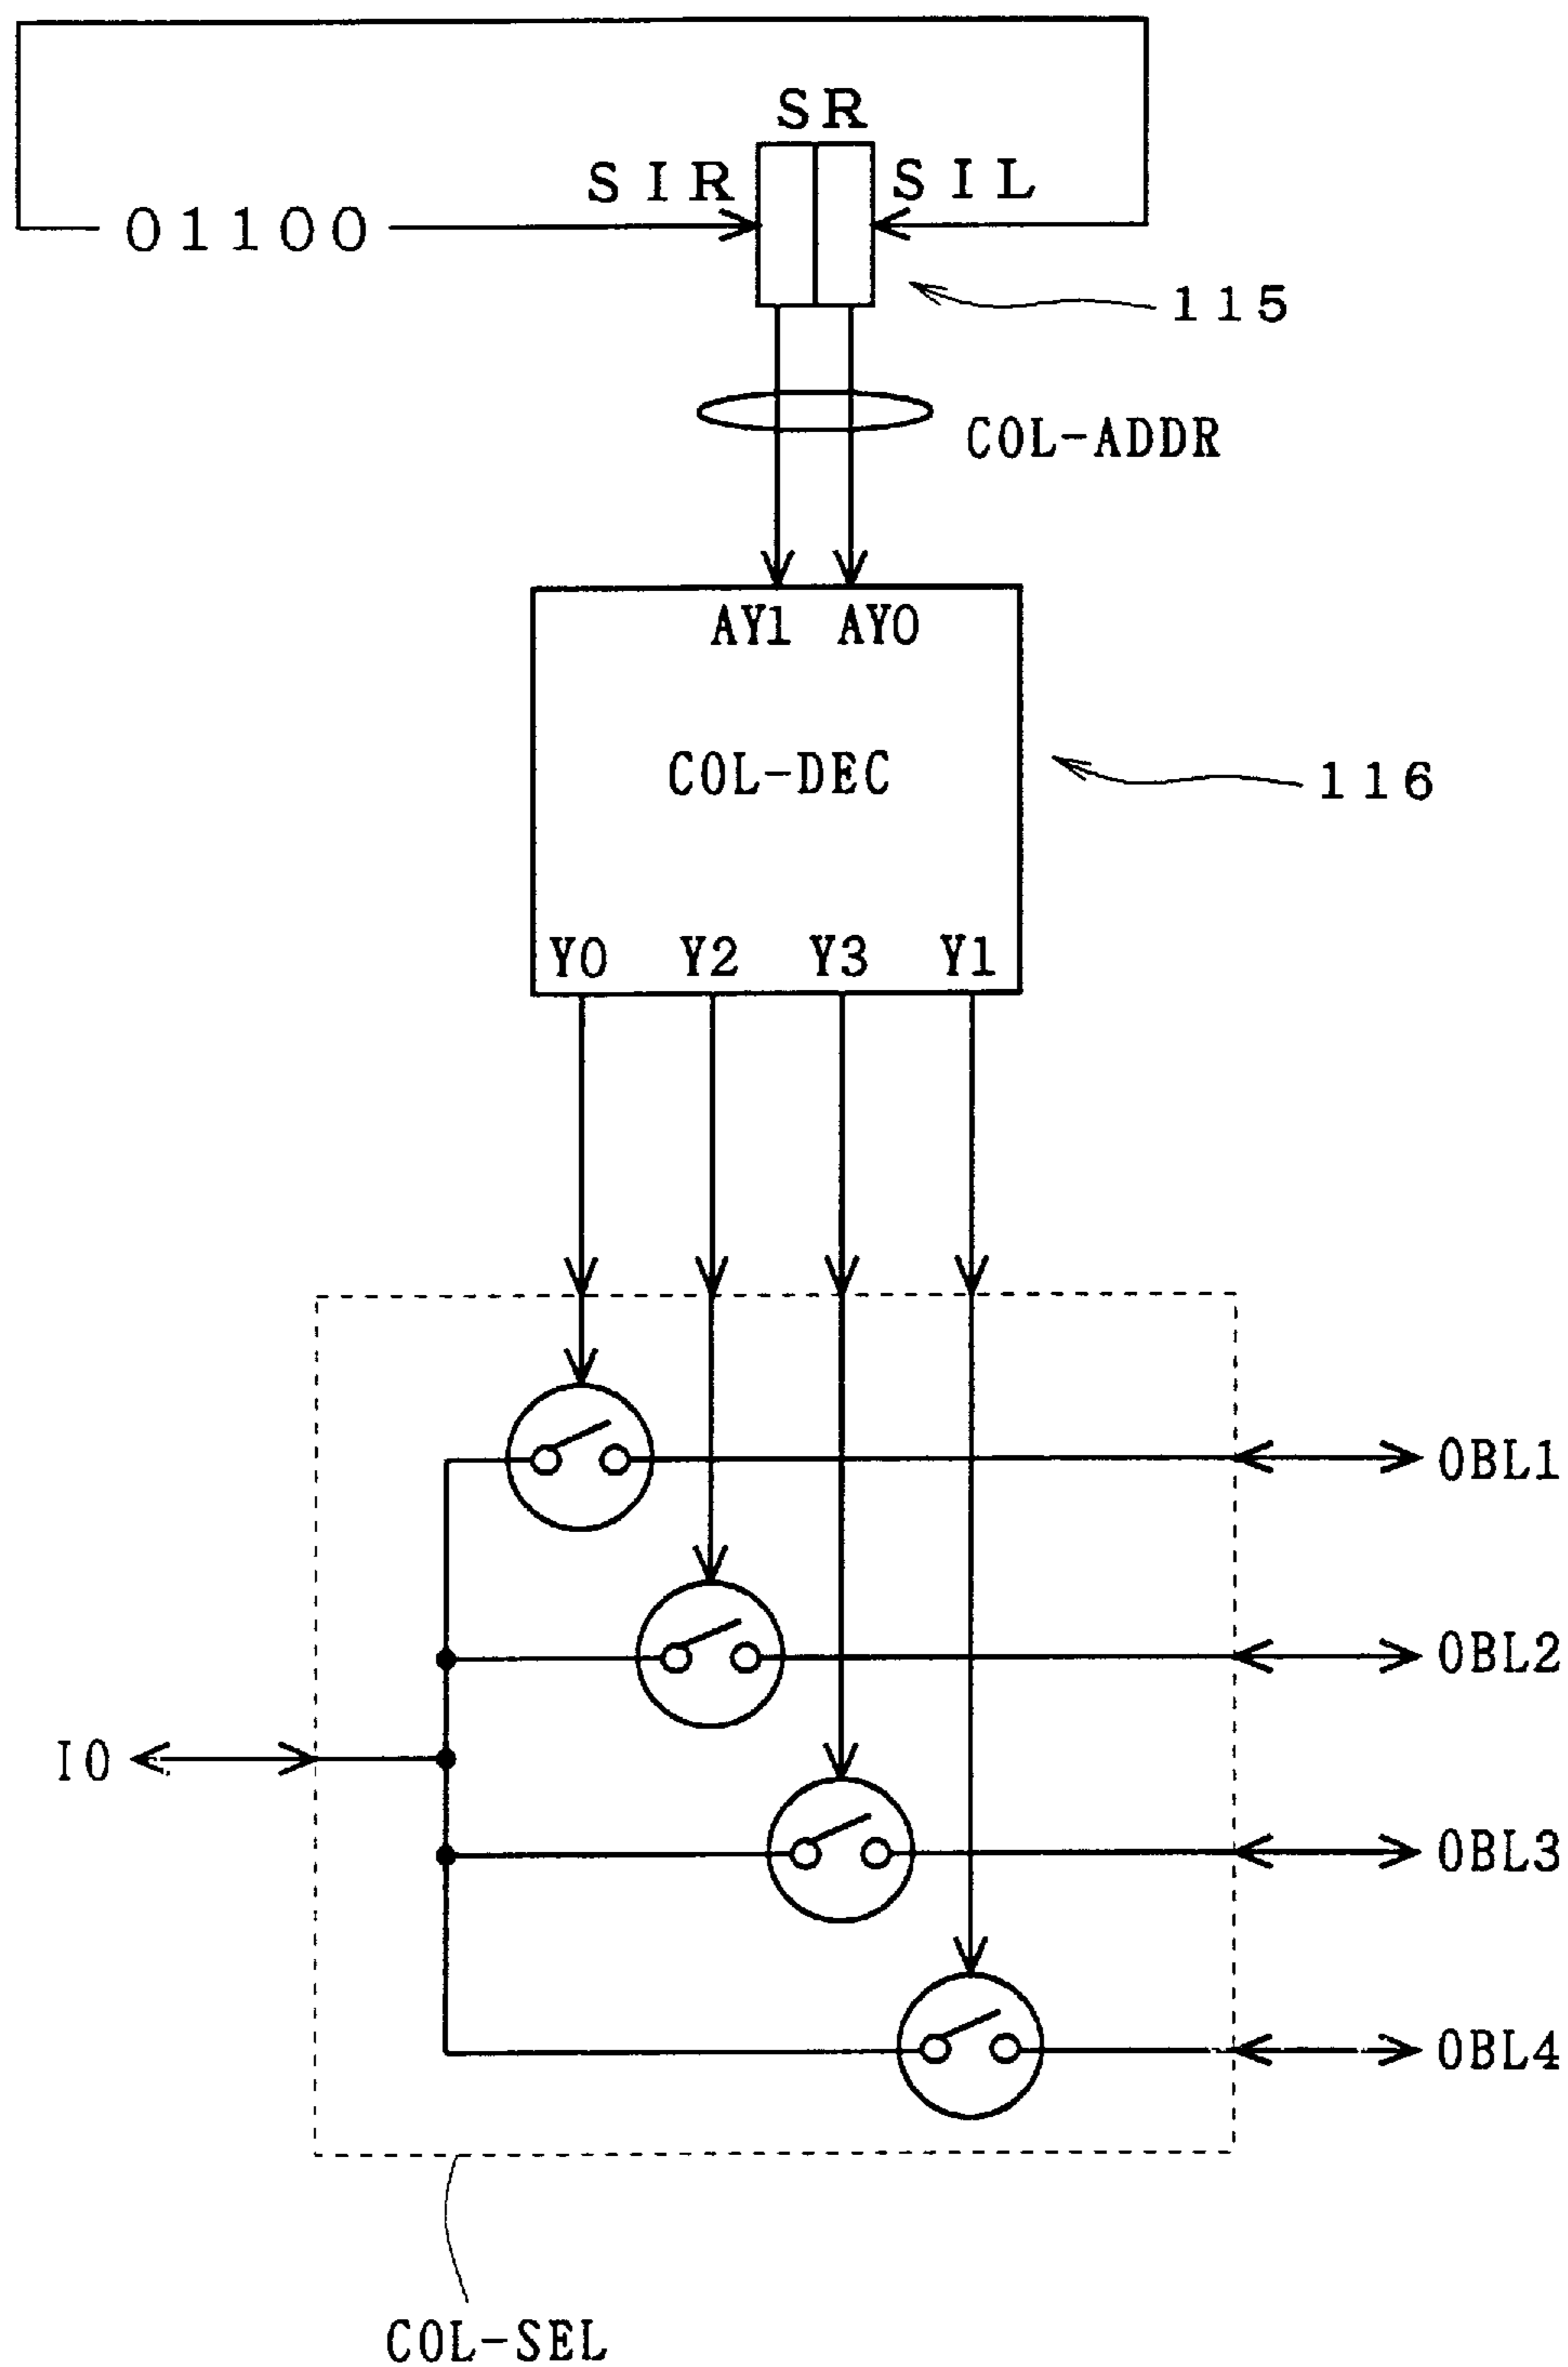 SR
SIR
SIL
01100
115
COL-ADDR
AY1 AY0
COL-DEC
116
Y0 Y2 Y3 Y1
OBL1
OBL2
IO
OBL3
OBL4
COL-SEL